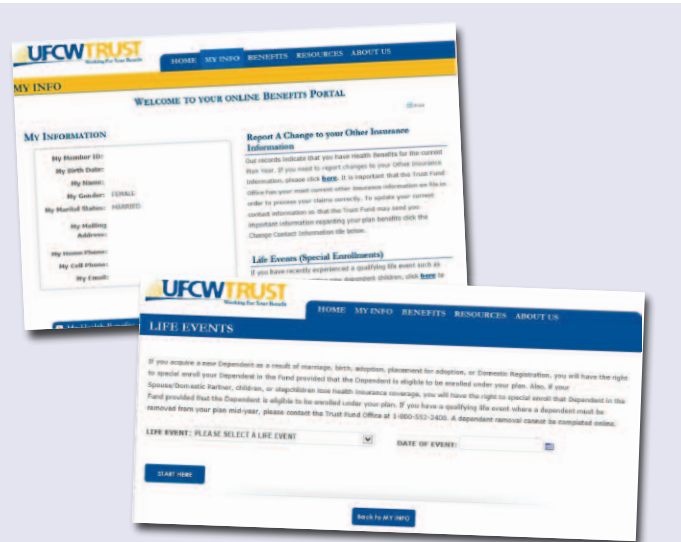 UFCWTRUST
Working For Your Benefit
HOME MY INFO BENEFITS RESOURCES ABOUT US
MY INFO
WELCOME TO YOUR ONLINE BENEFITS PORTAL
Print
MY INFORMATION
My Member ID:
My Birth Date:
My Name:
My Gender: FEMALE
My Marital Status: MARRIED
My Mailing
Address:
My Home Phone:
My Cell Phone:
My Email:
Report A Change to your Other Insurance
Information
Our records indicate that you have Health Benefits for the current
Plan Year. If you need to report changes to your Other Insurance
information, please click here. It is important that the Trust Fund
office has your most current other insurance information on file in
order to process your claims correctly. To update your current
contact information so that the Trust Fund may send you
important information regarding your plan benefits click the
Change Contact Information tile below.
Life Events (Special Enrollments)
If you have recently experienced a qualifying life event such as
dependent children, click here to
My Health Benefits
UFCWTRUST
Working For Your Benefit
HOME MY INFO BENEFITS RESOURCES ABOUT US
LIFE EVENTS
If you acquire a new Dependent as a result of marriage, birth, adoption, placement for adoption, or Domestic Registration, you will have the right
to special enroll your Dependent in the Fund provided that the Dependent is eligible to be enrolled under your plan. Also, if your
Spouse/Domestic Partner, children, or stepchildren lose health insurance coverage, you will have the right to special enroll that Dependent in the
Fund provided that the Dependent is eligible to be enrolled under your plan. If you have a qualifying life event where a dependent must be
removed from your plan mid-year, please contact the Trust Fund Office at 1-800-552-2400. A dependent removal cannot be completed online.
LIFE EVENT: PLEASE SELECT A LIFE EVENT
DATE OF EVENT:
START HERE
Back to MY INFO